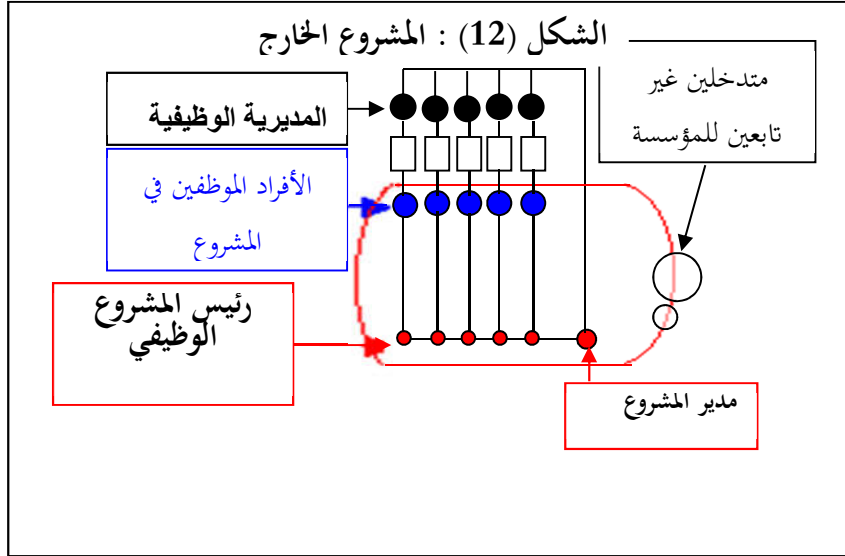 الشكل (12) : المشروع الخارج
متدخلين غير
تابعين للمؤسسة
المديرية الوظيفية
الأفراد الموظفين في
المشروع
رئيس المشروع
الوظيفي
مدير المشروع